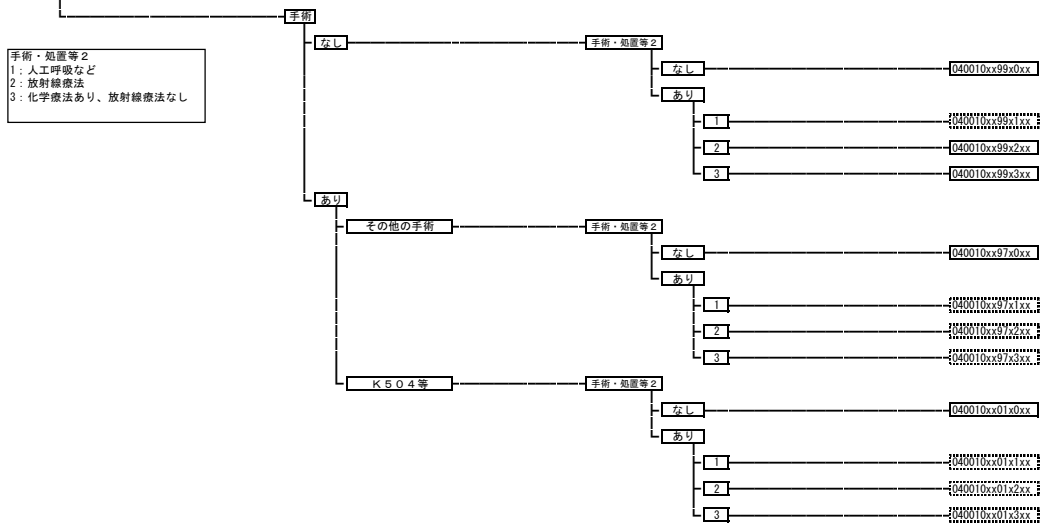 手術
手術・処置等2
1：人工呼吸など
2：放射線療法
3：化学療法あり、放射線療法なし
なし 手術・処置等2
なし 040010xx99x0xx
あり
1 040010xx99x1xx
2 040010xx99x2xx
3 040010xx99x3xx
あり
その他の手術 手術・処置等2
なし 040010xx97x0xx
あり
1 040010xx97x1xx
2 040010xx97x2xx
3 040010xx97x3xx
K504等 手術・処置等2
なし 040010xx01x0xx
あり
1 040010xx01x1xx
2 040010xx01x2xx
3 040010xx01x3xx